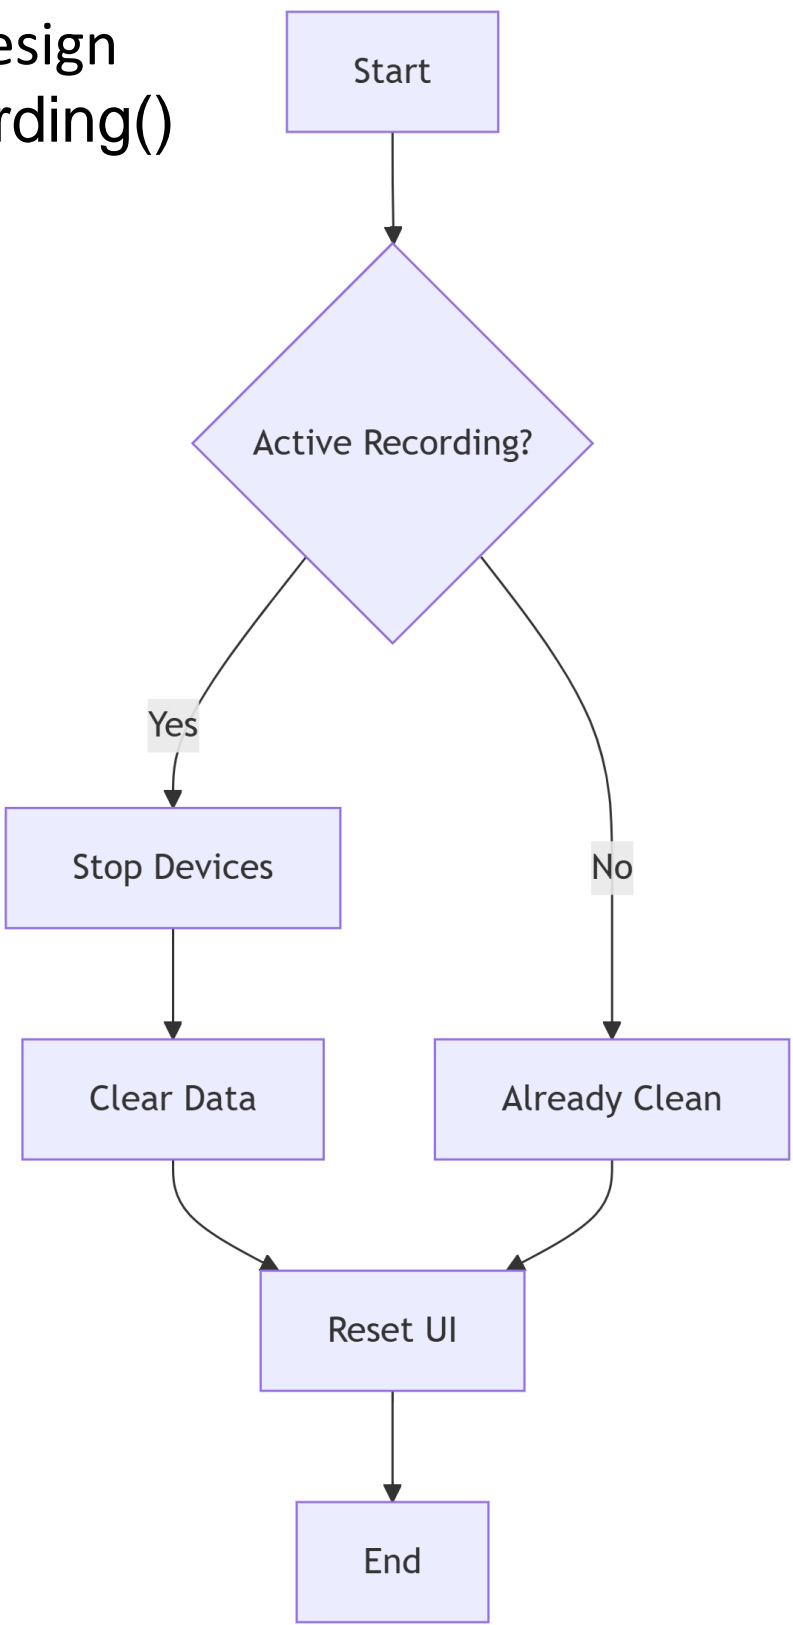 esign
rding()
Start
Active Recording?
Yes
Stop Devices
No
Clear Data
Already Clean
Reset UI
End